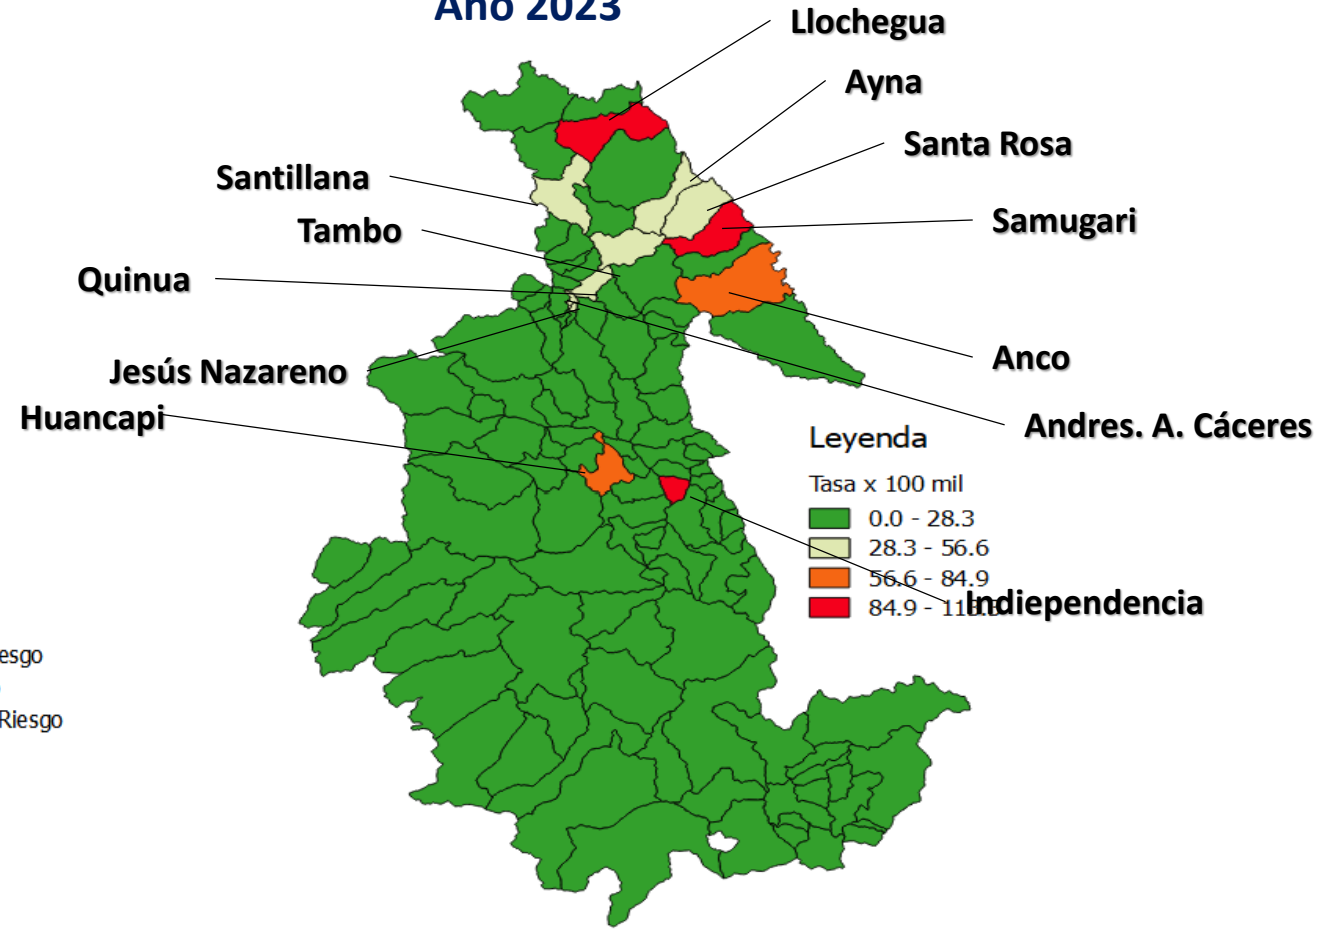 Año 2023
Llochegua
Ayna
Santa Rosa
Santillana
Samugari
Tambo
Quinua
Anco
Jesús Nazareno
Huancapi
Andres. A. Cáceres
Leyenda
Tasa x 100 mil
0.0 - 28.3
28.3 - 56.6
56.6 - 84.9
84.9 -
Indiependencia
esgo
Riesgo